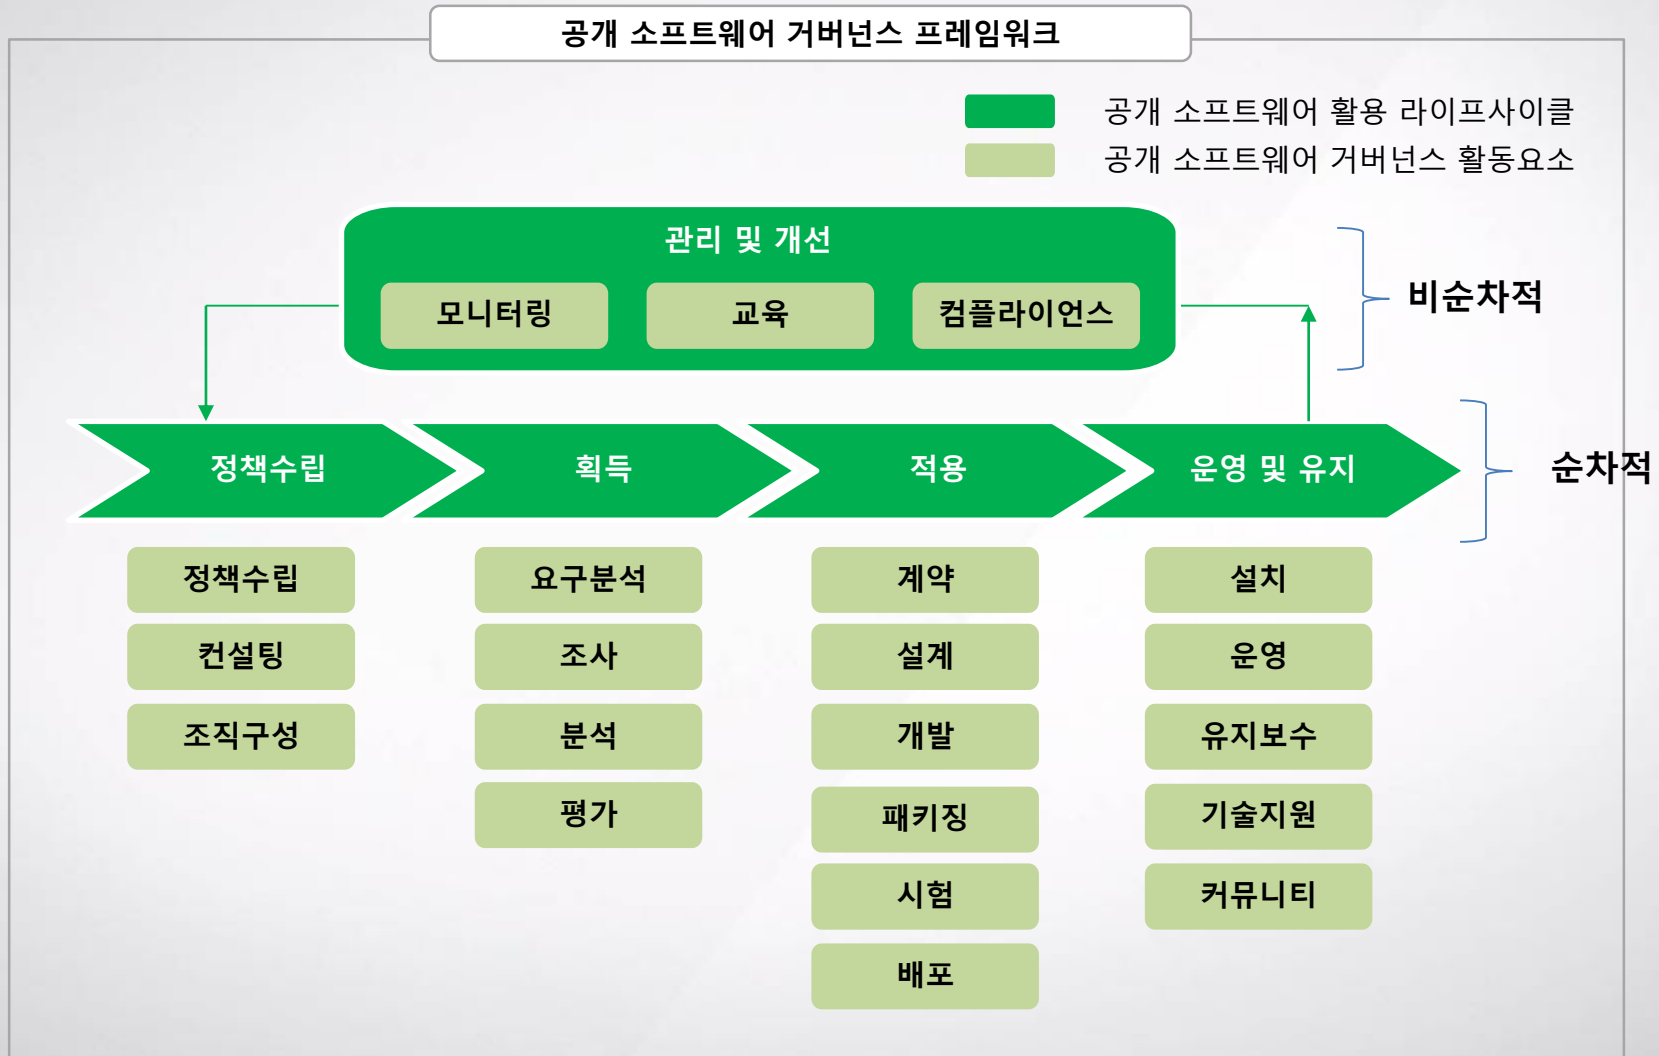 공개 소프트웨어 거버넌스 프레임워크
공개 소프트웨어 활용 라이프사이클
공개 소프트웨어 거버넌스 활동요소
관리 및 개선
모니터링
교육
컴플라이언스
비순차적
정책수립
획득
적용
운영 및 유지
순차적
정책수립
컨설팅
조직구성
요구분석
조사
분석
평가
계약
설계
개발
패키징
시험
배포
설치
운영
유지보수
기술지원
커뮤니티